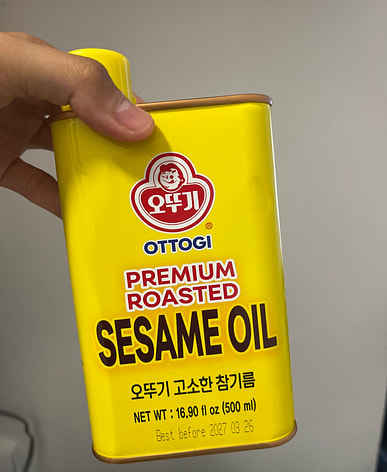 오뚜기
®
OTTOGI
PREMIUM
ROASTED
SESAME OIL
오뚜기 고소한 참기름
NET WT : 16.90 fl oz (500 ml)
Best before 2027 03 26